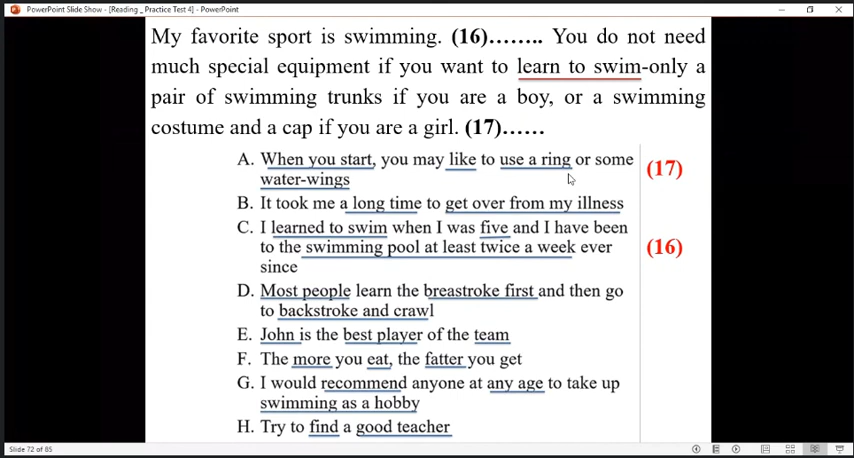 PowerPoint Slide Show - [Reading _ Practice Test 4] - PowerPoint
My favorite sport is swimming. (16)…….. You do not need
much special equipment if you want to learn to swim-only a
pair of swimming trunks if you are a boy, or a swimming
costume and a cap if you are a girl. (17)……
A. When you start, you may like to use a ring or some
water-wings
(17)
B. It took me a long time to get over from my illness
C. I learned to swim when I was five and I have been
to the swimming pool at least twice a week ever
since
(16)
D. Most people learn the breastroke first and then go
to backstroke and crawl
E. John is the best player of the team
F. The more you eat, the fatter you get
G. I would recommend anyone at any age to take up
swimming as a hobby
H. Try to find a good teacher
Slide 72 of 85